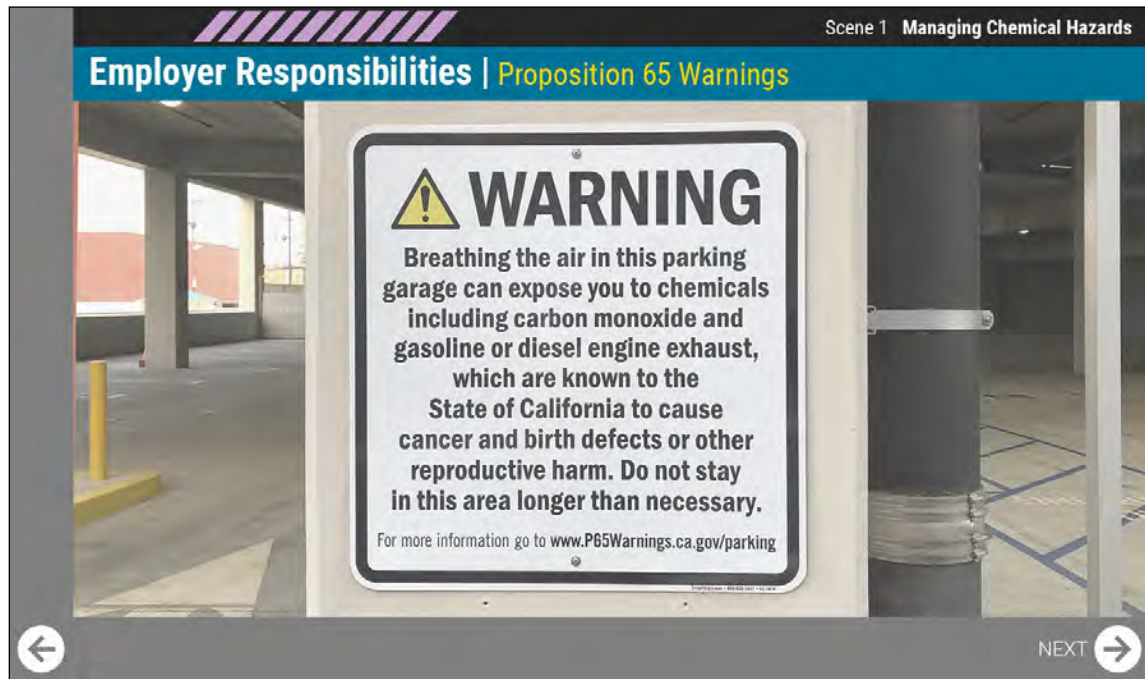 Scene 1 Managing Chemical Hazards
Employer Responsibilities | Proposition 65 Warnings
WARNING
Breathing the air in this parking
garage can expose you to chemicals
including carbon monoxide and
gasoline or diesel engine exhaust,
which are known to the
State of California to cause
cancer and birth defects or other
reproductive harm. Do not stay
in this area longer than necessary.
For more information go to www.P65Warnings.ca.gov/parking
NEXT